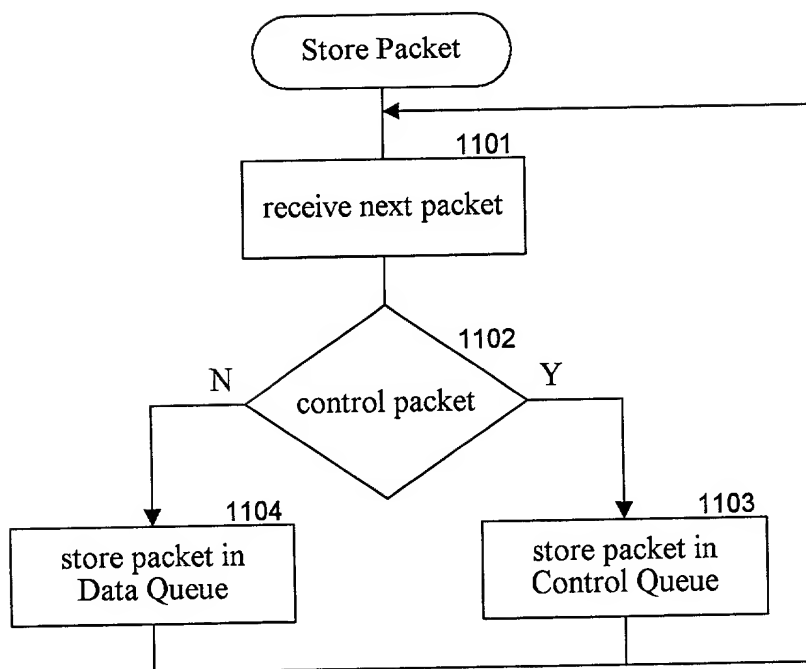 Store Packet
1101
receive next packet
1102
N
Y
control packet
1104
1103
store packet in
Data Queue
store packet in
Control Queue